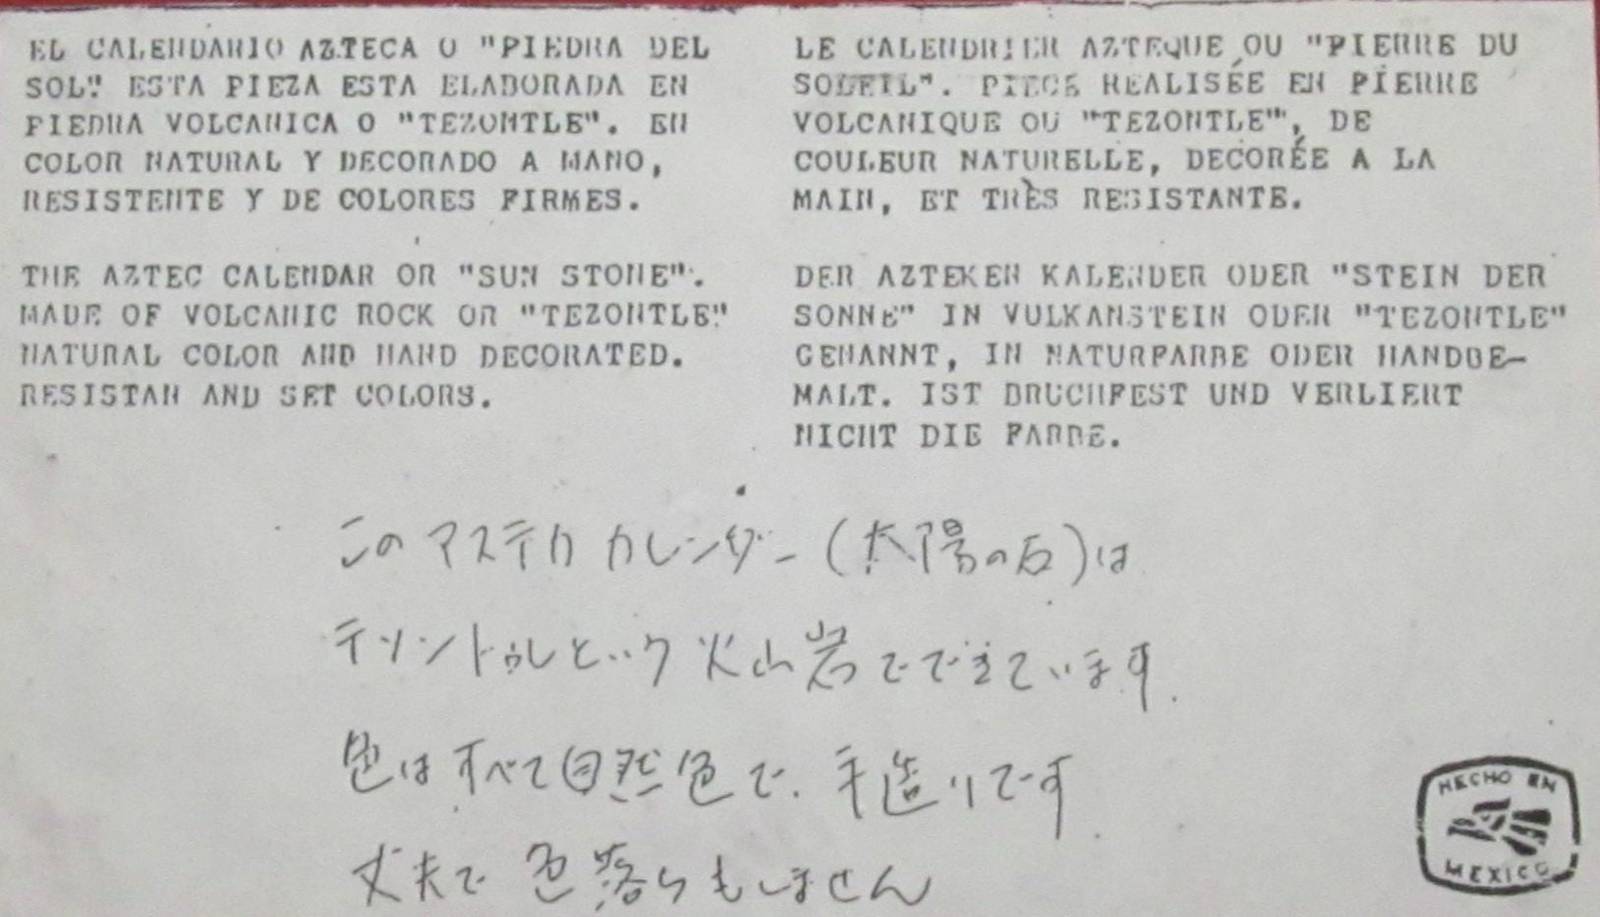 EL CALENDARIO AZTECA O "PIEDRA DEL
SOL" ESTA PIEZA ESTA ELABORADA EN
PIEDRA VOLCANICA O "TEZONTLE". EN
COLOR NATURAL Y DECORADO A MANO,
RESISTENTE Y DE COLORES FIRMES.
THE AZTEC CALENDAR OR "SUN STONE".
MADE OF VOLCANIC ROCK OR "TEZONTLE"
NATURAL COLOR AND HAND DECORATED.
RESISTAN AND SET COLORS.
LE CALENDRIER AZTEQUE OU "PIERRE DU
SOLEIL". PIECE REALISÉE EN PIERRE
VOLCANIQUE OU "TEZONTLE", DE
COULEUR NATURELLE, DECORÉE A LA
MAIN, ET TRÈS RESISTANTE.
DER AZTEKEN KALENDER ODER "STEIN DER
SONNE" IN VULKANSTEIN ODER "TEZONTLE"
GENANNT, IN NATURFARBE ODER HANDBE-
MALT. IST BRUCHFEST UND VERLIERT
NICHT DIE FARBE.
このアステカカレンダー(太陽の石)は
テソントゥレという火山岩でできています.
色はすべて自然色で、手造りです.
丈夫で色落ちもしません
HECHO EN
MEXICO